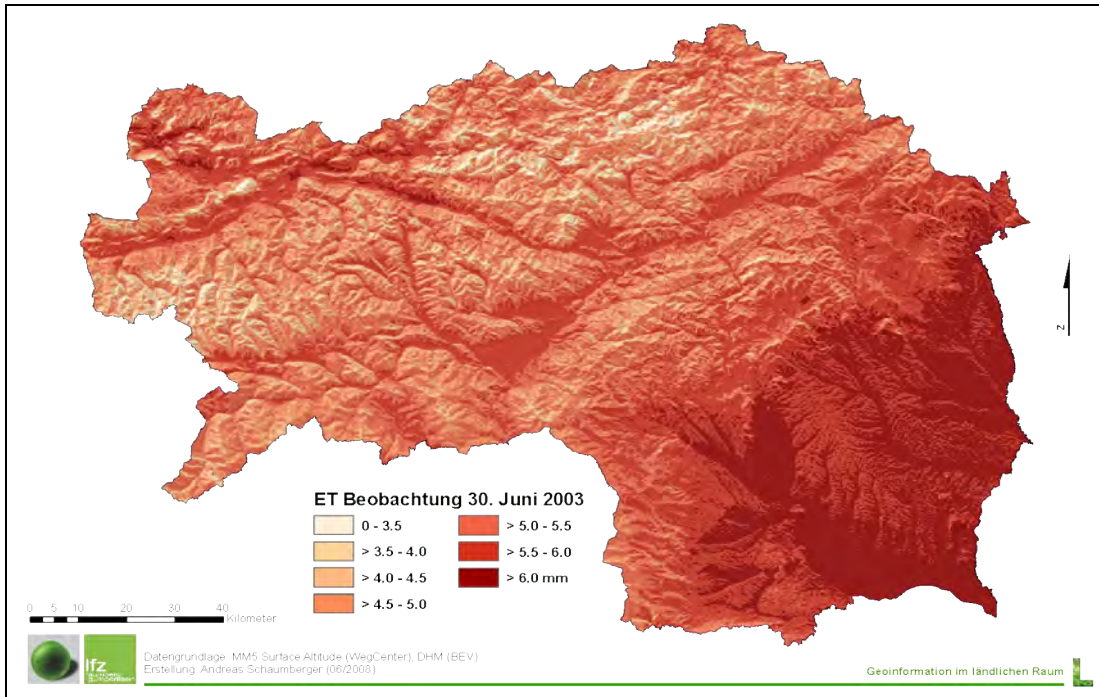 ET Beobachtung 30. Juni 2003
0 - 3.5
> 3.5 - 4.0
> 4.0 - 4.5
> 4.5 - 5.0
> 5.0 - 5.5
> 5.5 - 6.0
> 6.0 mm
N
0 5 10 20 30 40
Kilometer
lfz
Datengrundlage: MM5 Surface Altitude (WegCenter), DHM (BEV)
Erstellung: Andreas Schaumberger (06/2008)
Geoinformation im ländlichen Raum